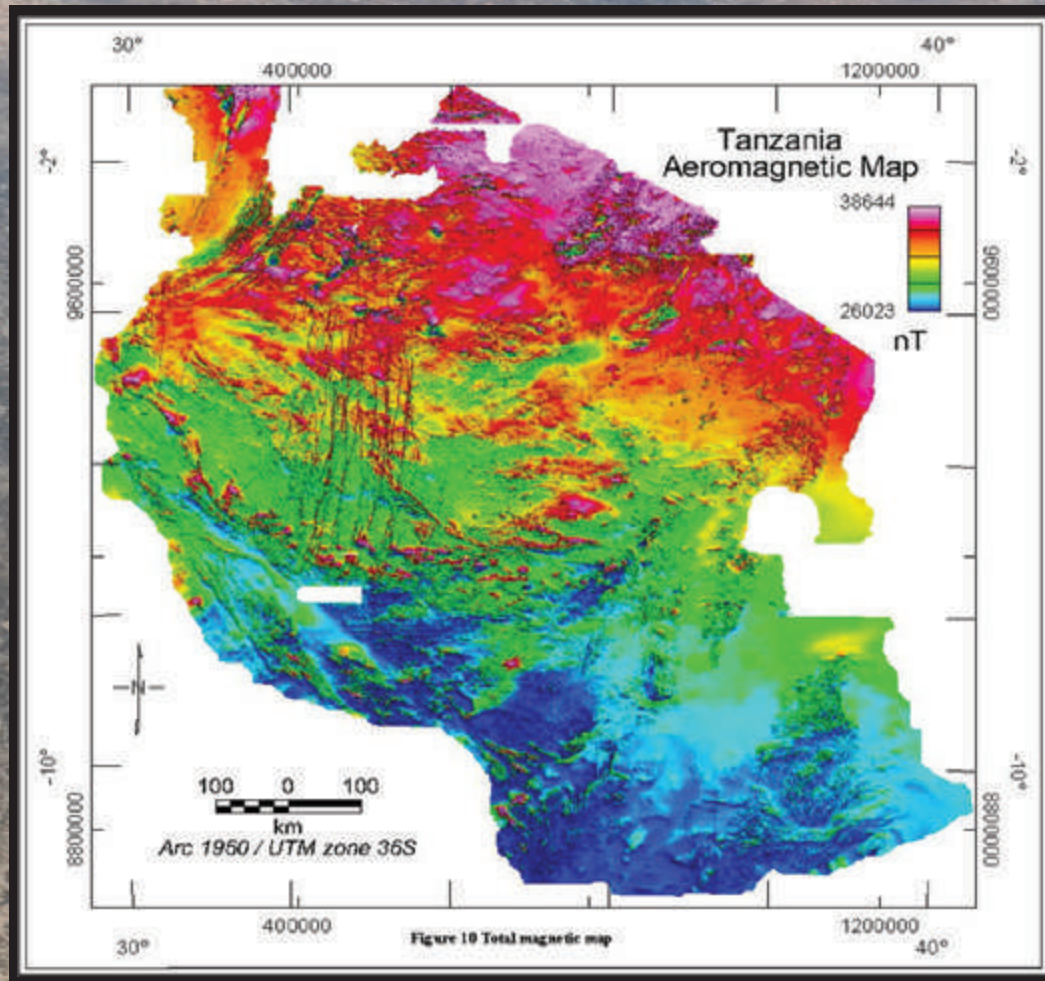 30°
40°
400000
1200000
Tanzania
Aeromagnetic Map
-2°
-2°
38644
9600000
9600000
26023
nT
N
-10°
-10°
100 0 100
km
8800000
8800000
Arc 1950 / UTM zone 36S
400000
Figure 10 Total magnetic map
1200000
30°
40°